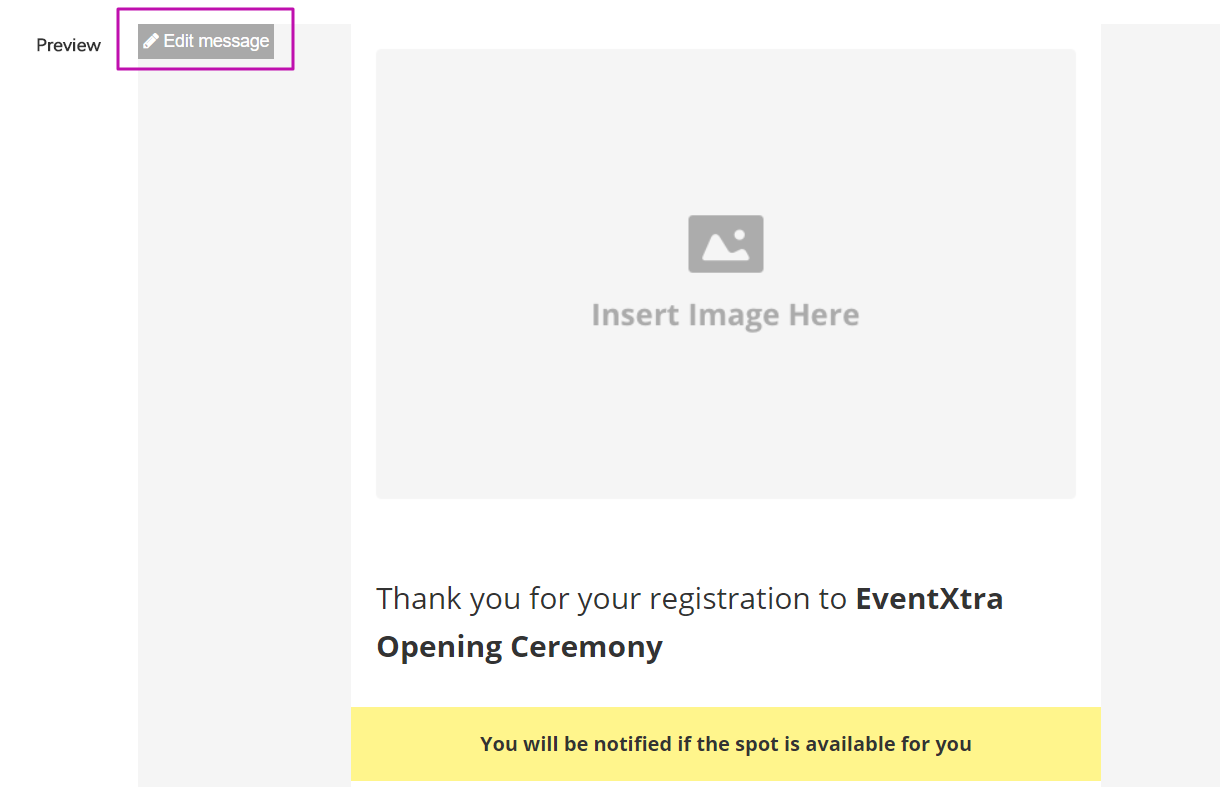 Preview
Edit message
Insert Image Here
Thank you for your registration to EventXtra
Opening Ceremony
You will be notified if the spot is available for you